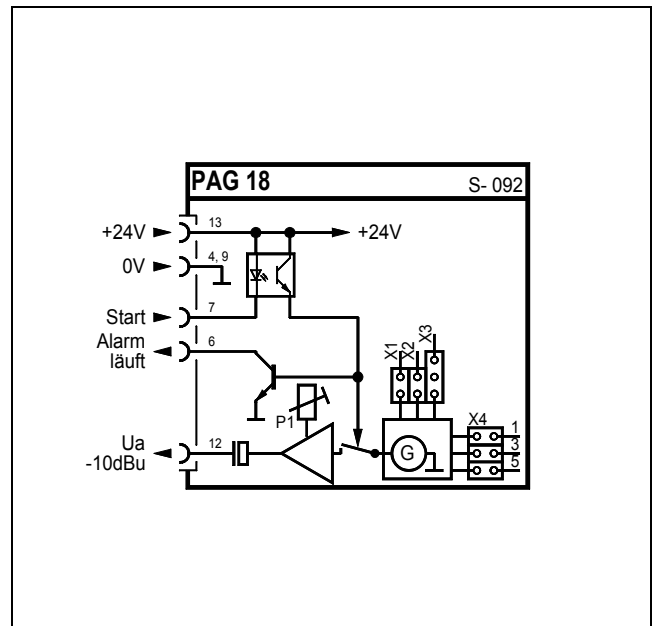 PAG 18 S- 092
+24V 13 +24V
0V 4, 9
Start 7
Alarm
läuft 6
X1 X2 X3
P1
X4 1
3
5
G
Ua
-10dBu 12